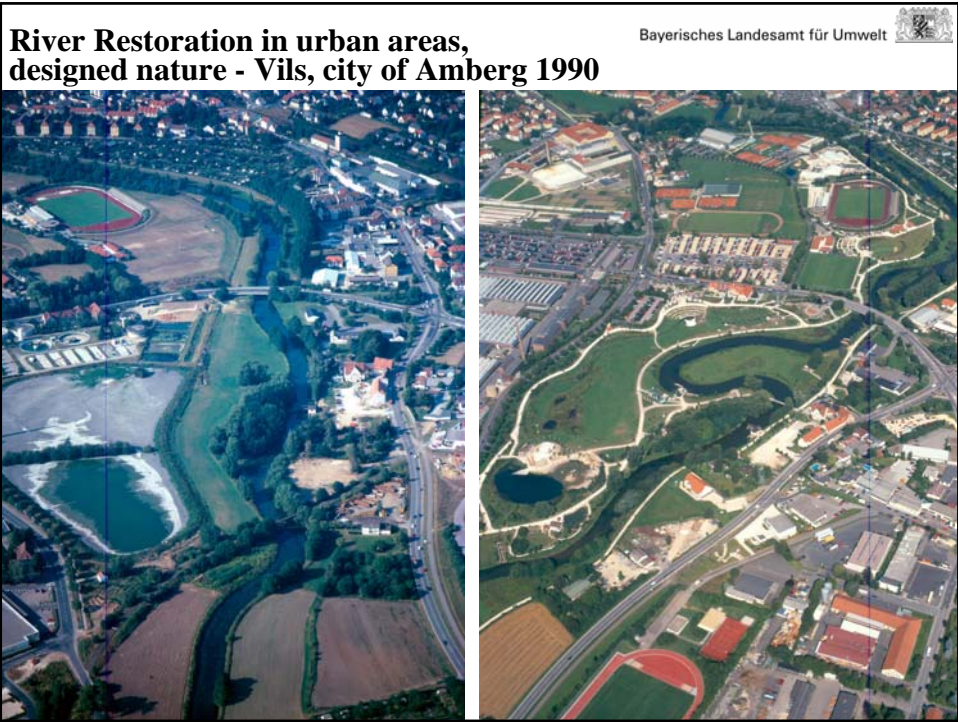 River Restoration in urban areas,
designed nature - Vils, city of Amberg 1990
Bayerisches Landesamt für Umwelt